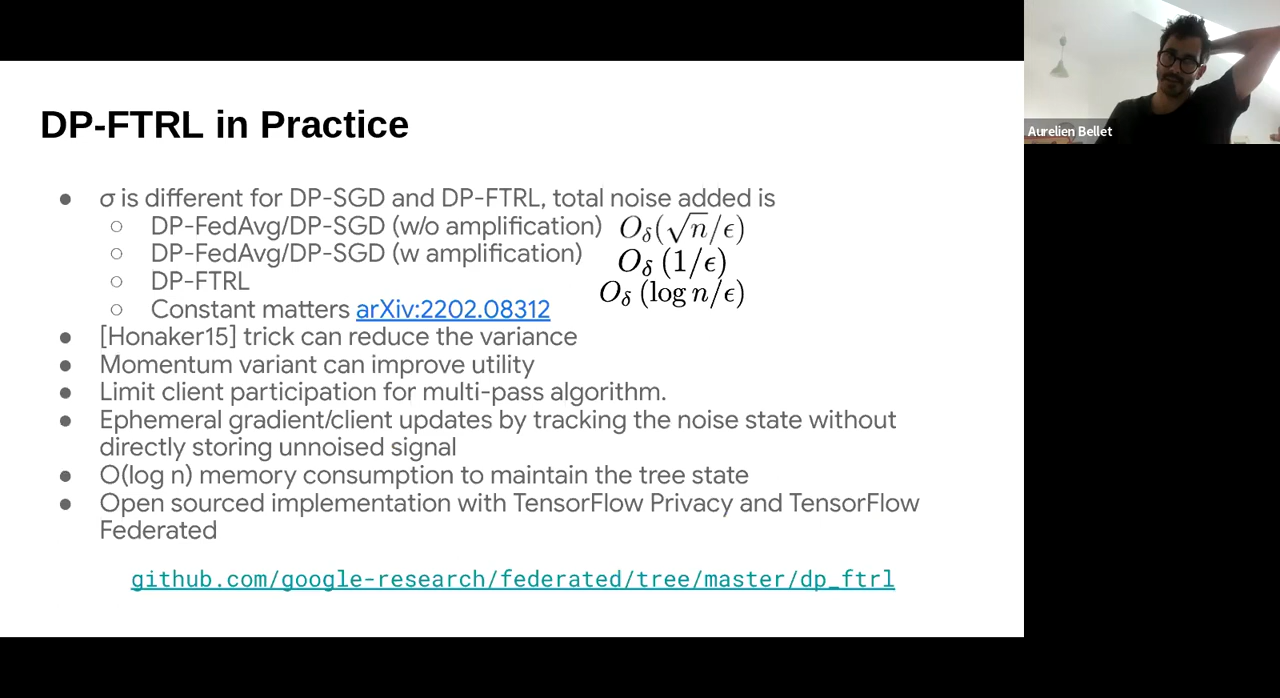 DP-FTRL in Practice
Aurelien Bellet
● σ is different for DP-SGD and DP-FTRL, total noise added is
○ DP-FedAvg/DP-SGD (w/o amplification) O_δ(√n/ϵ)
○ DP-FedAvg/DP-SGD (w amplification) O_δ (1/ϵ)
○ DP-FTRL O_δ (log n/ϵ)
○ Constant matters arXiv:2202.08312
● [Honaker15] trick can reduce the variance
● Momentum variant can improve utility
● Limit client participation for multi-pass algorithm.
● Ephemeral gradient/client updates by tracking the noise state without
directly storing unnoised signal
● O(log n) memory consumption to maintain the tree state
● Open sourced implementation with TensorFlow Privacy and TensorFlow
Federated
github.com/google-research/federated/tree/master/dp_ftrl